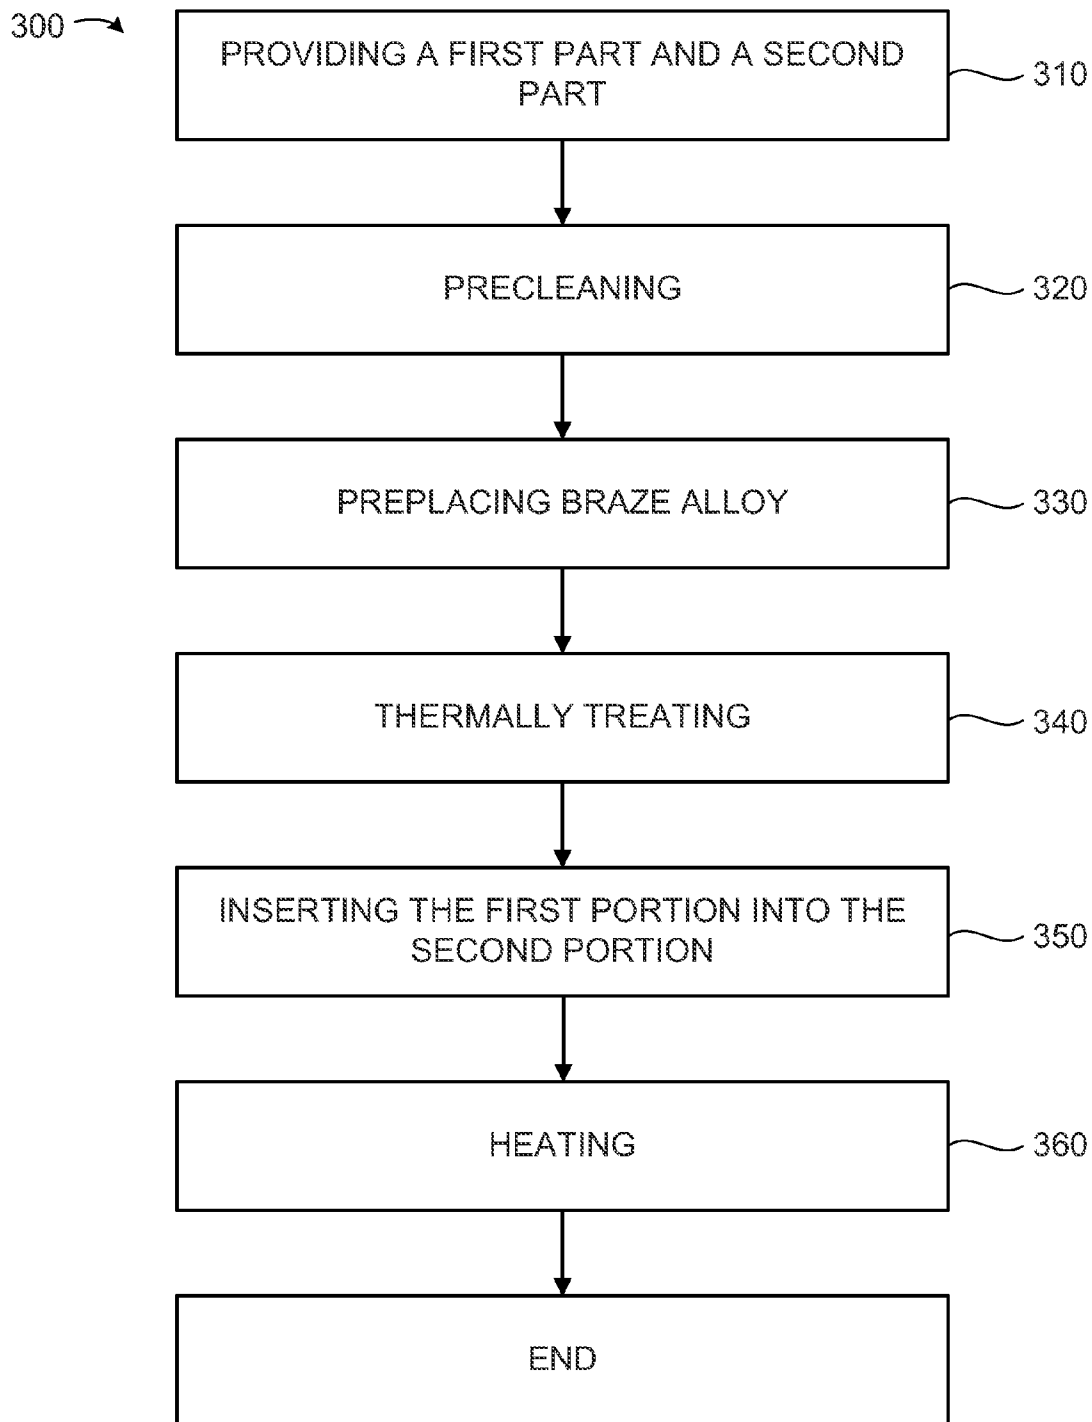 300
PROVIDING A FIRST PART AND A SECOND
PART
310
PRECLEANING
320
PREPLACING BRAZE ALLOY
330
THERMALLY TREATING
340
INSERTING THE FIRST PORTION INTO THE
SECOND PORTION
350
HEATING
360
END